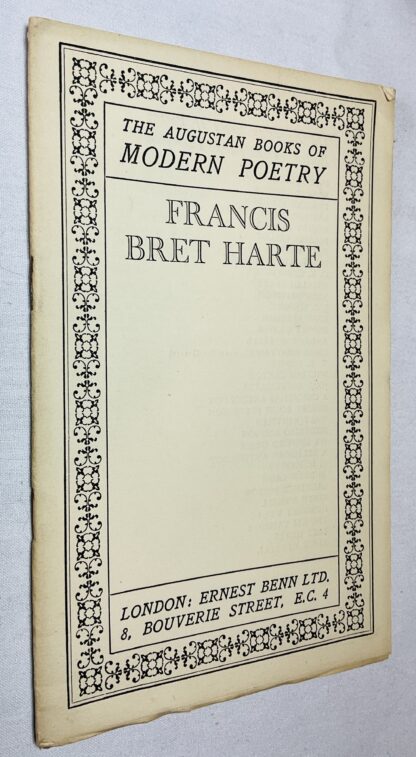 THE AUGUSTAN BOOKS OF
MODERN POETRY
FRANCIS
BRET HARTE
LONDON: ERNEST BENN LTD.
8, BOUVERIE STREET, E.C. 4